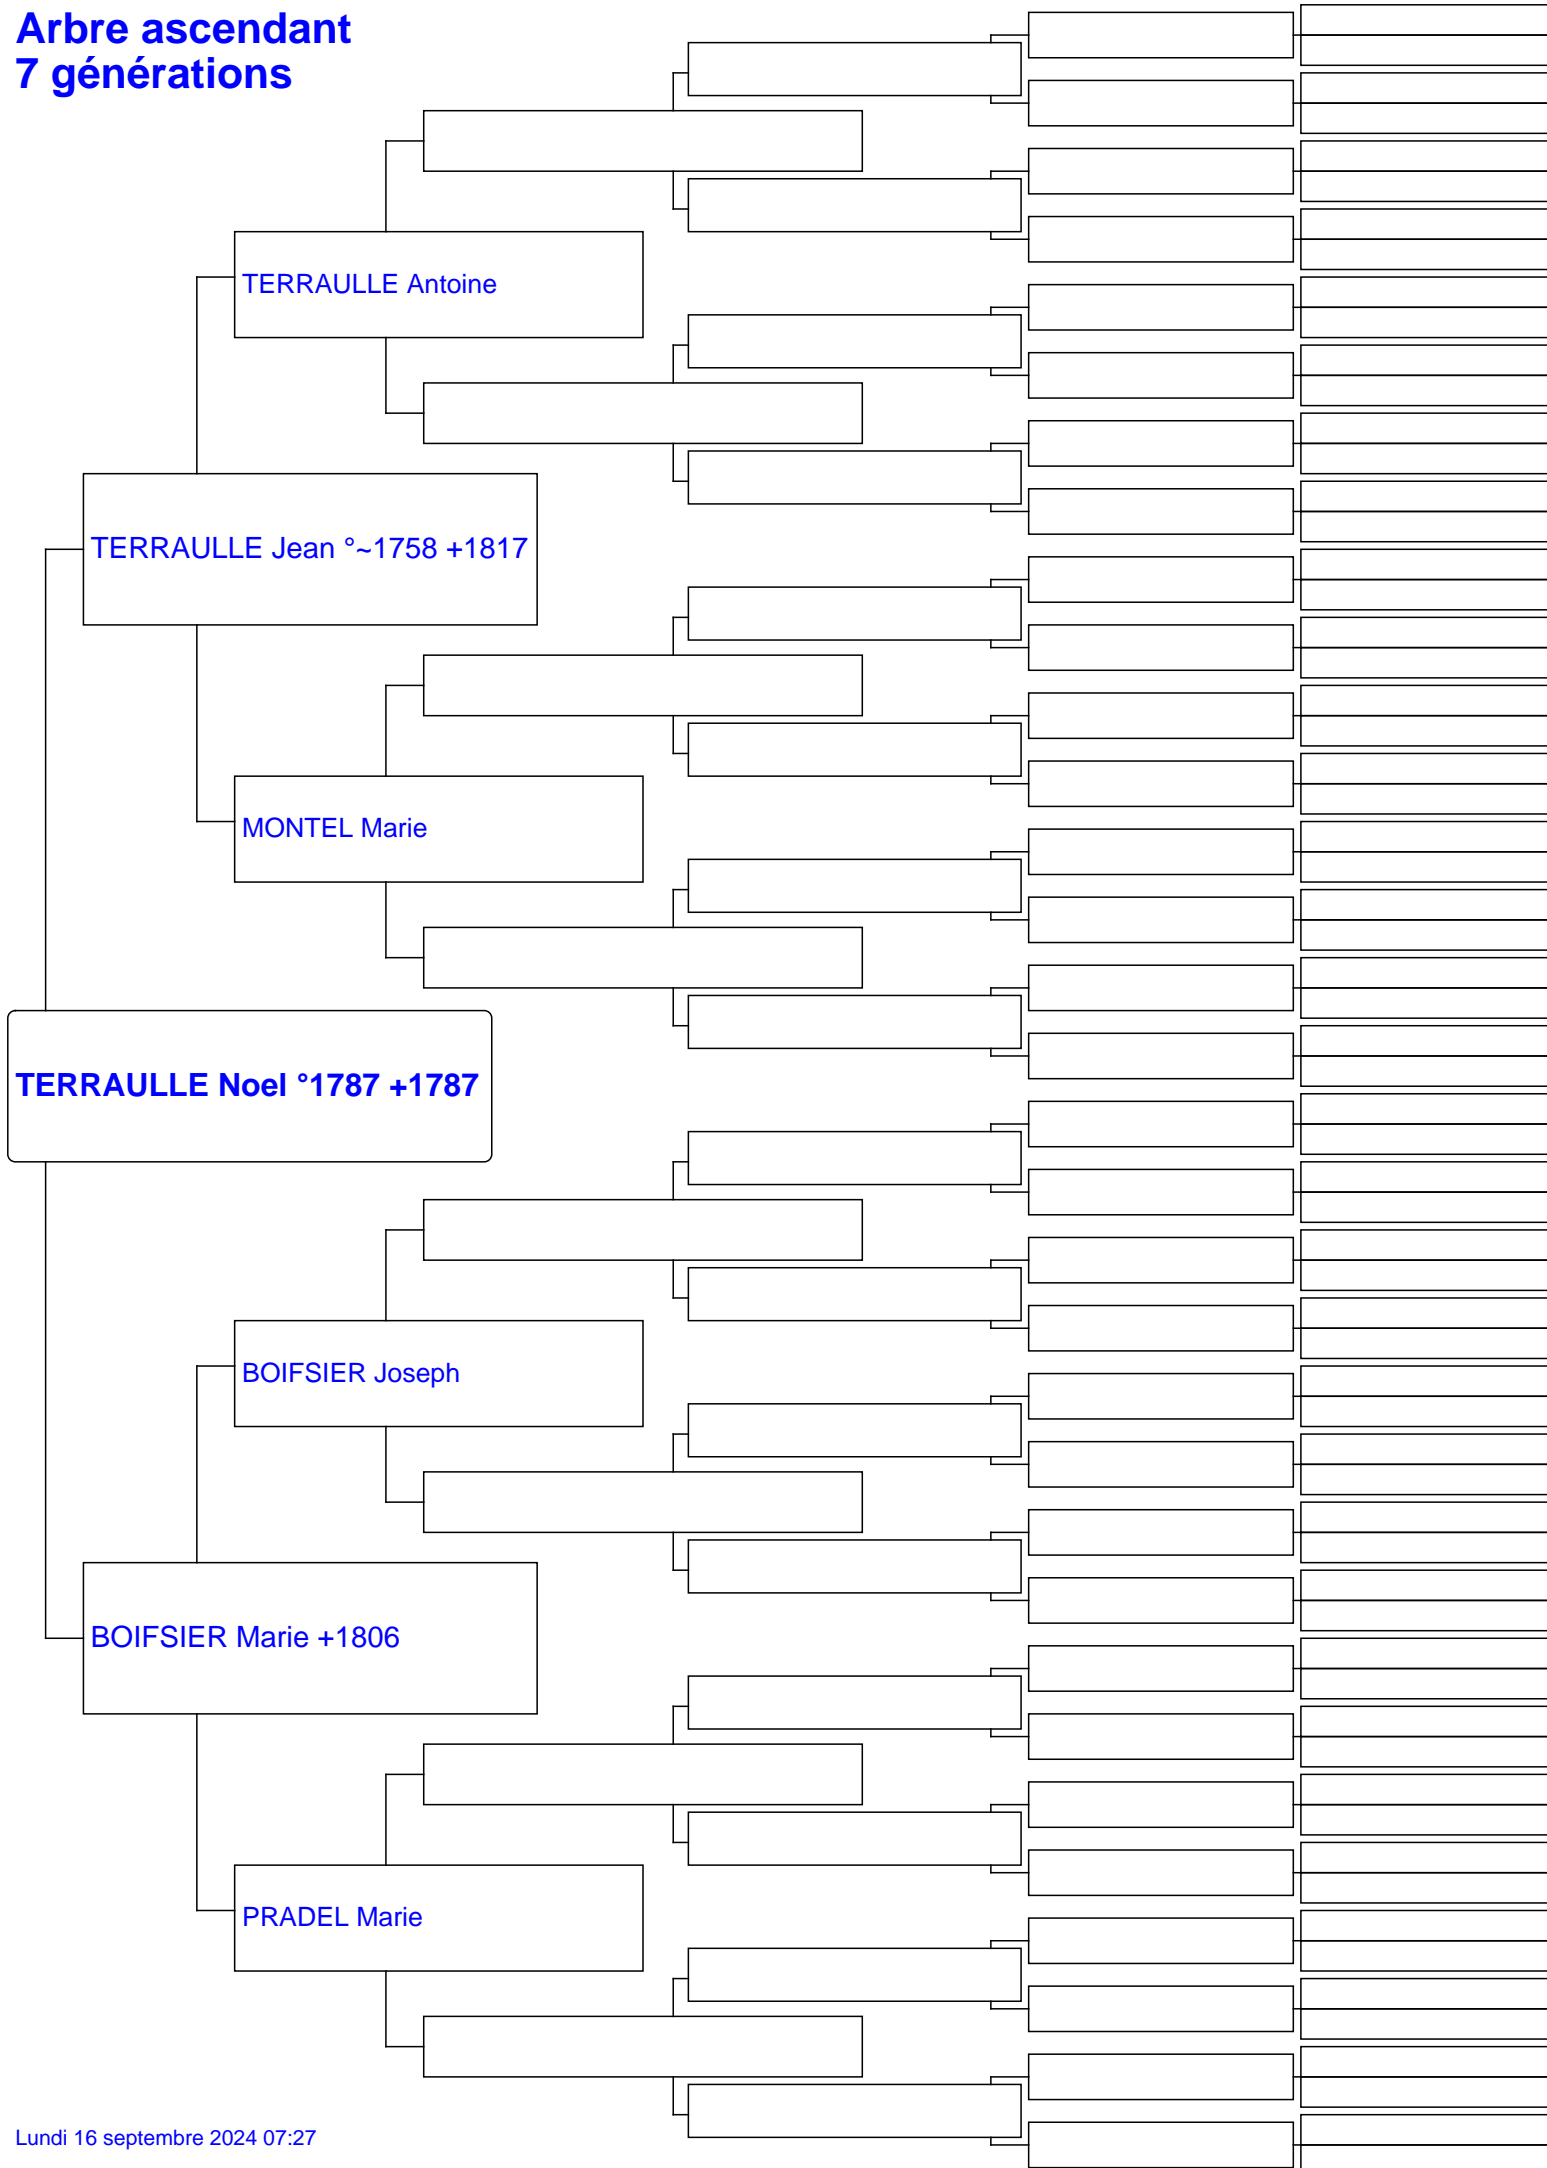 Arbre ascendant
7 générations
TERRAULLE Antoine
TERRAULLE Jean °~1758 +1817
MONTEL Marie
TERRAULLE Noel °1787 +1787
BOIFSIER Joseph
BOIFSIER Marie +1806
PRADEL Marie
Lundi 16 septembre 2024 07:27